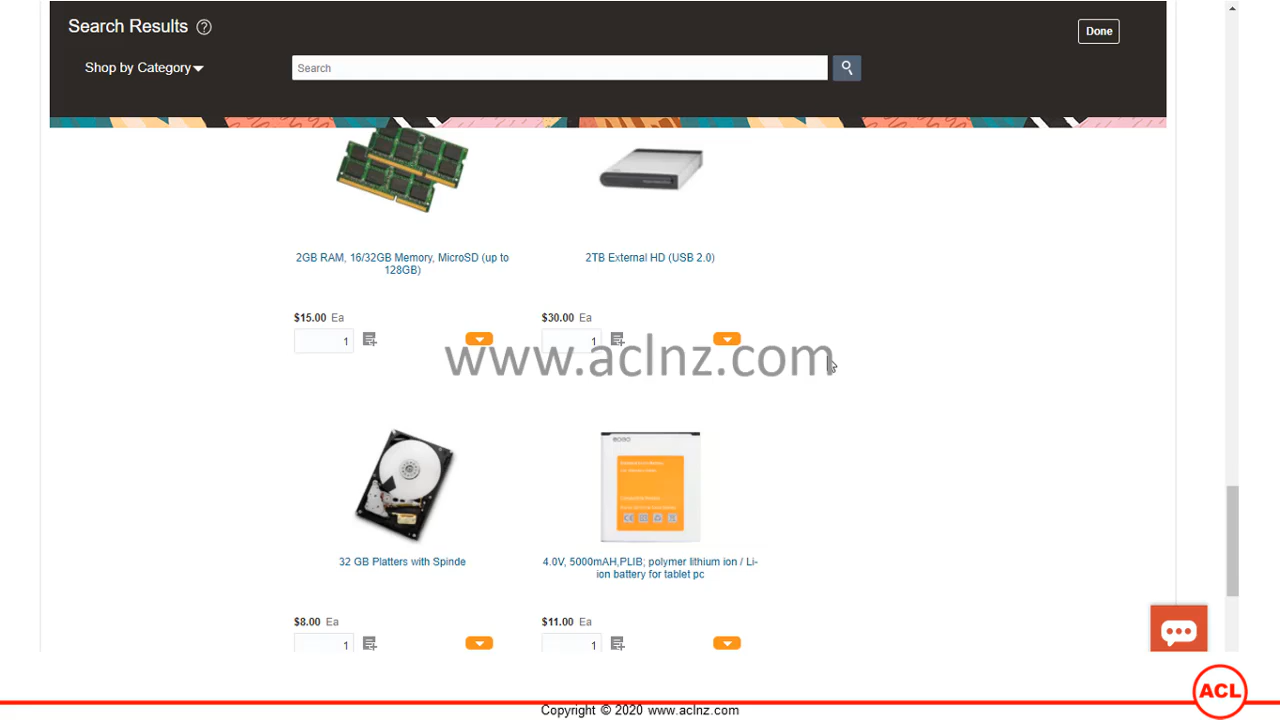 Search Results ?
Done
Shop by Category
Search
2GB RAM, 16/32GB Memory, MicroSD (up to
128GB)
2TB External HD (USB 2.0)
$15.00 Ea
$30.00 Ea
1
1
www.aclnz.com
32 GB Platters with Spinde
4.0V, 5000mAH,PLIB; polymer lithium ion / Li-
ion battery for tablet pc
$8.00 Ea
$11.00 Ea
1
1
ACL
Copyright © 2020 www.aclnz.com